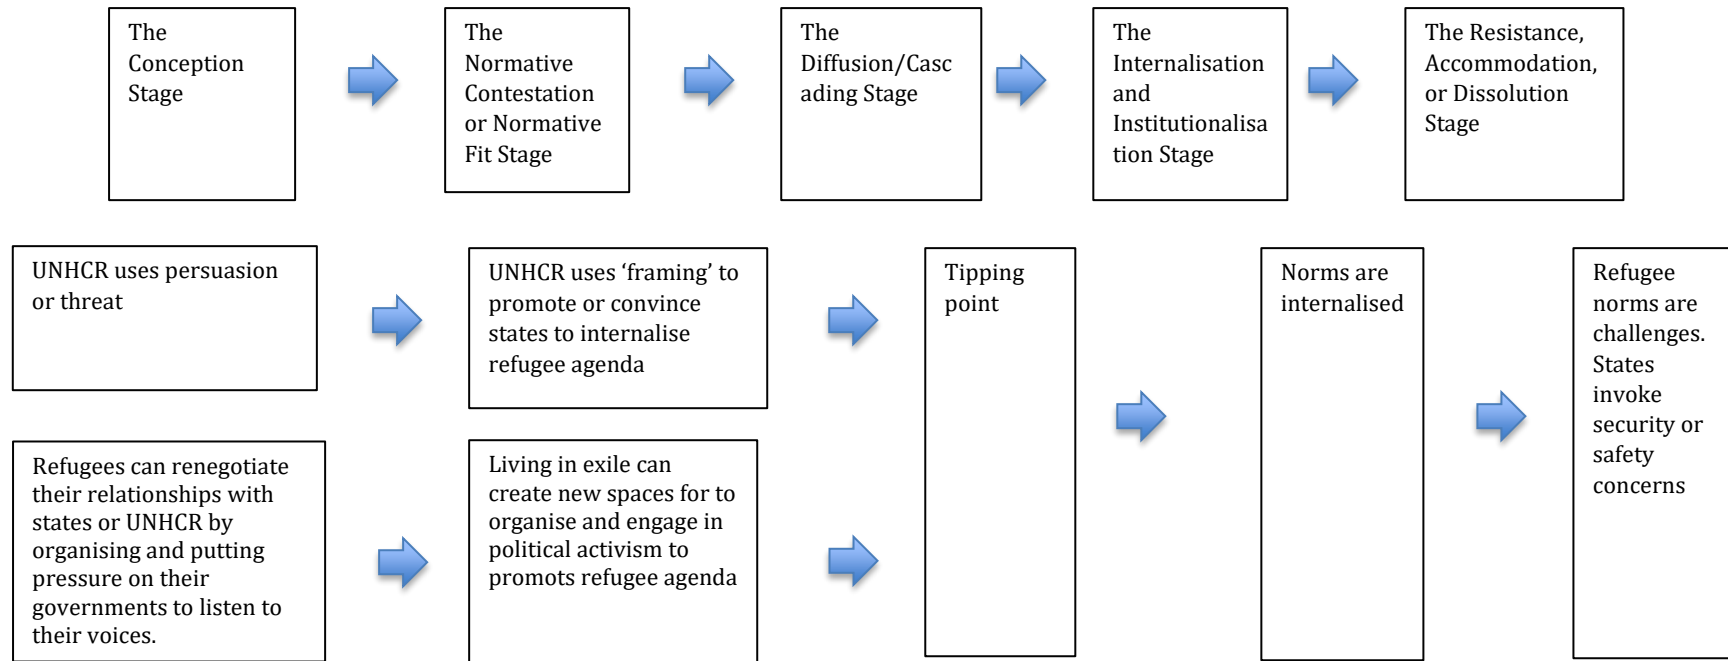 The
Conception
Stage
The
Normative
Contestation
or Normative
Fit Stage
The
Diffusion/Casc
ading Stage
The
Internalisation
and
Institutionalisa
tion Stage
The Resistance,
Accommodation,
or Dissolution
Stage
UNHCR uses persuasion
or threat
UNHCR uses ‘framing’ to
promote or convince
states to internalise
refugee agenda
Tipping
point
Norms are
internalised
Refugee
norms are
challenges.
States
invoke
security or
safety
concerns
Refugees can renegotiate
their relationships with
states or UNHCR by
organising and putting
pressure on their
governments to listen to
their voices.
Living in exile can
create new spaces for to
organise and engage in
political activism to
promots refugee agenda